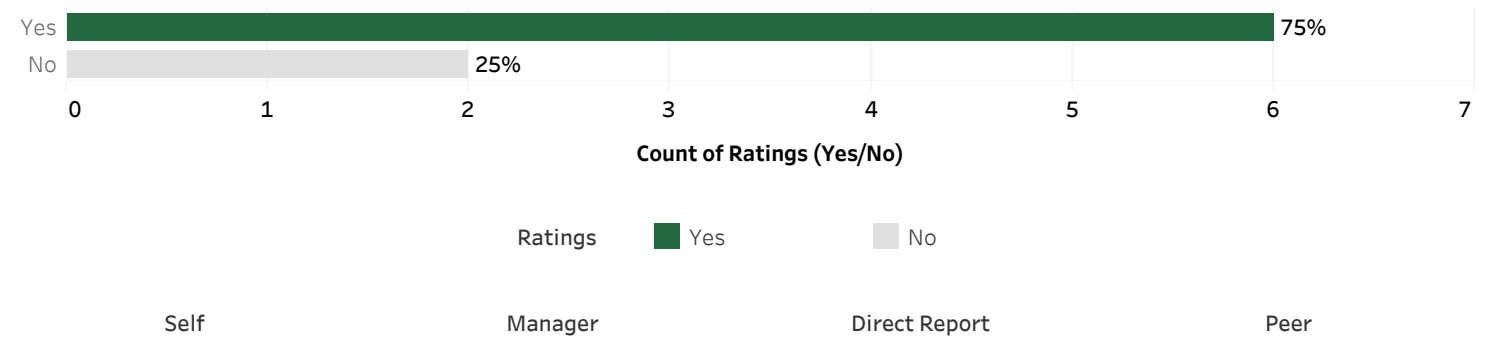 Yes 75%
No 25%
0 1 2 3 4 5 6 7
Count of Ratings (Yes/No)
Ratings Yes No
Self Manager Direct Report Peer